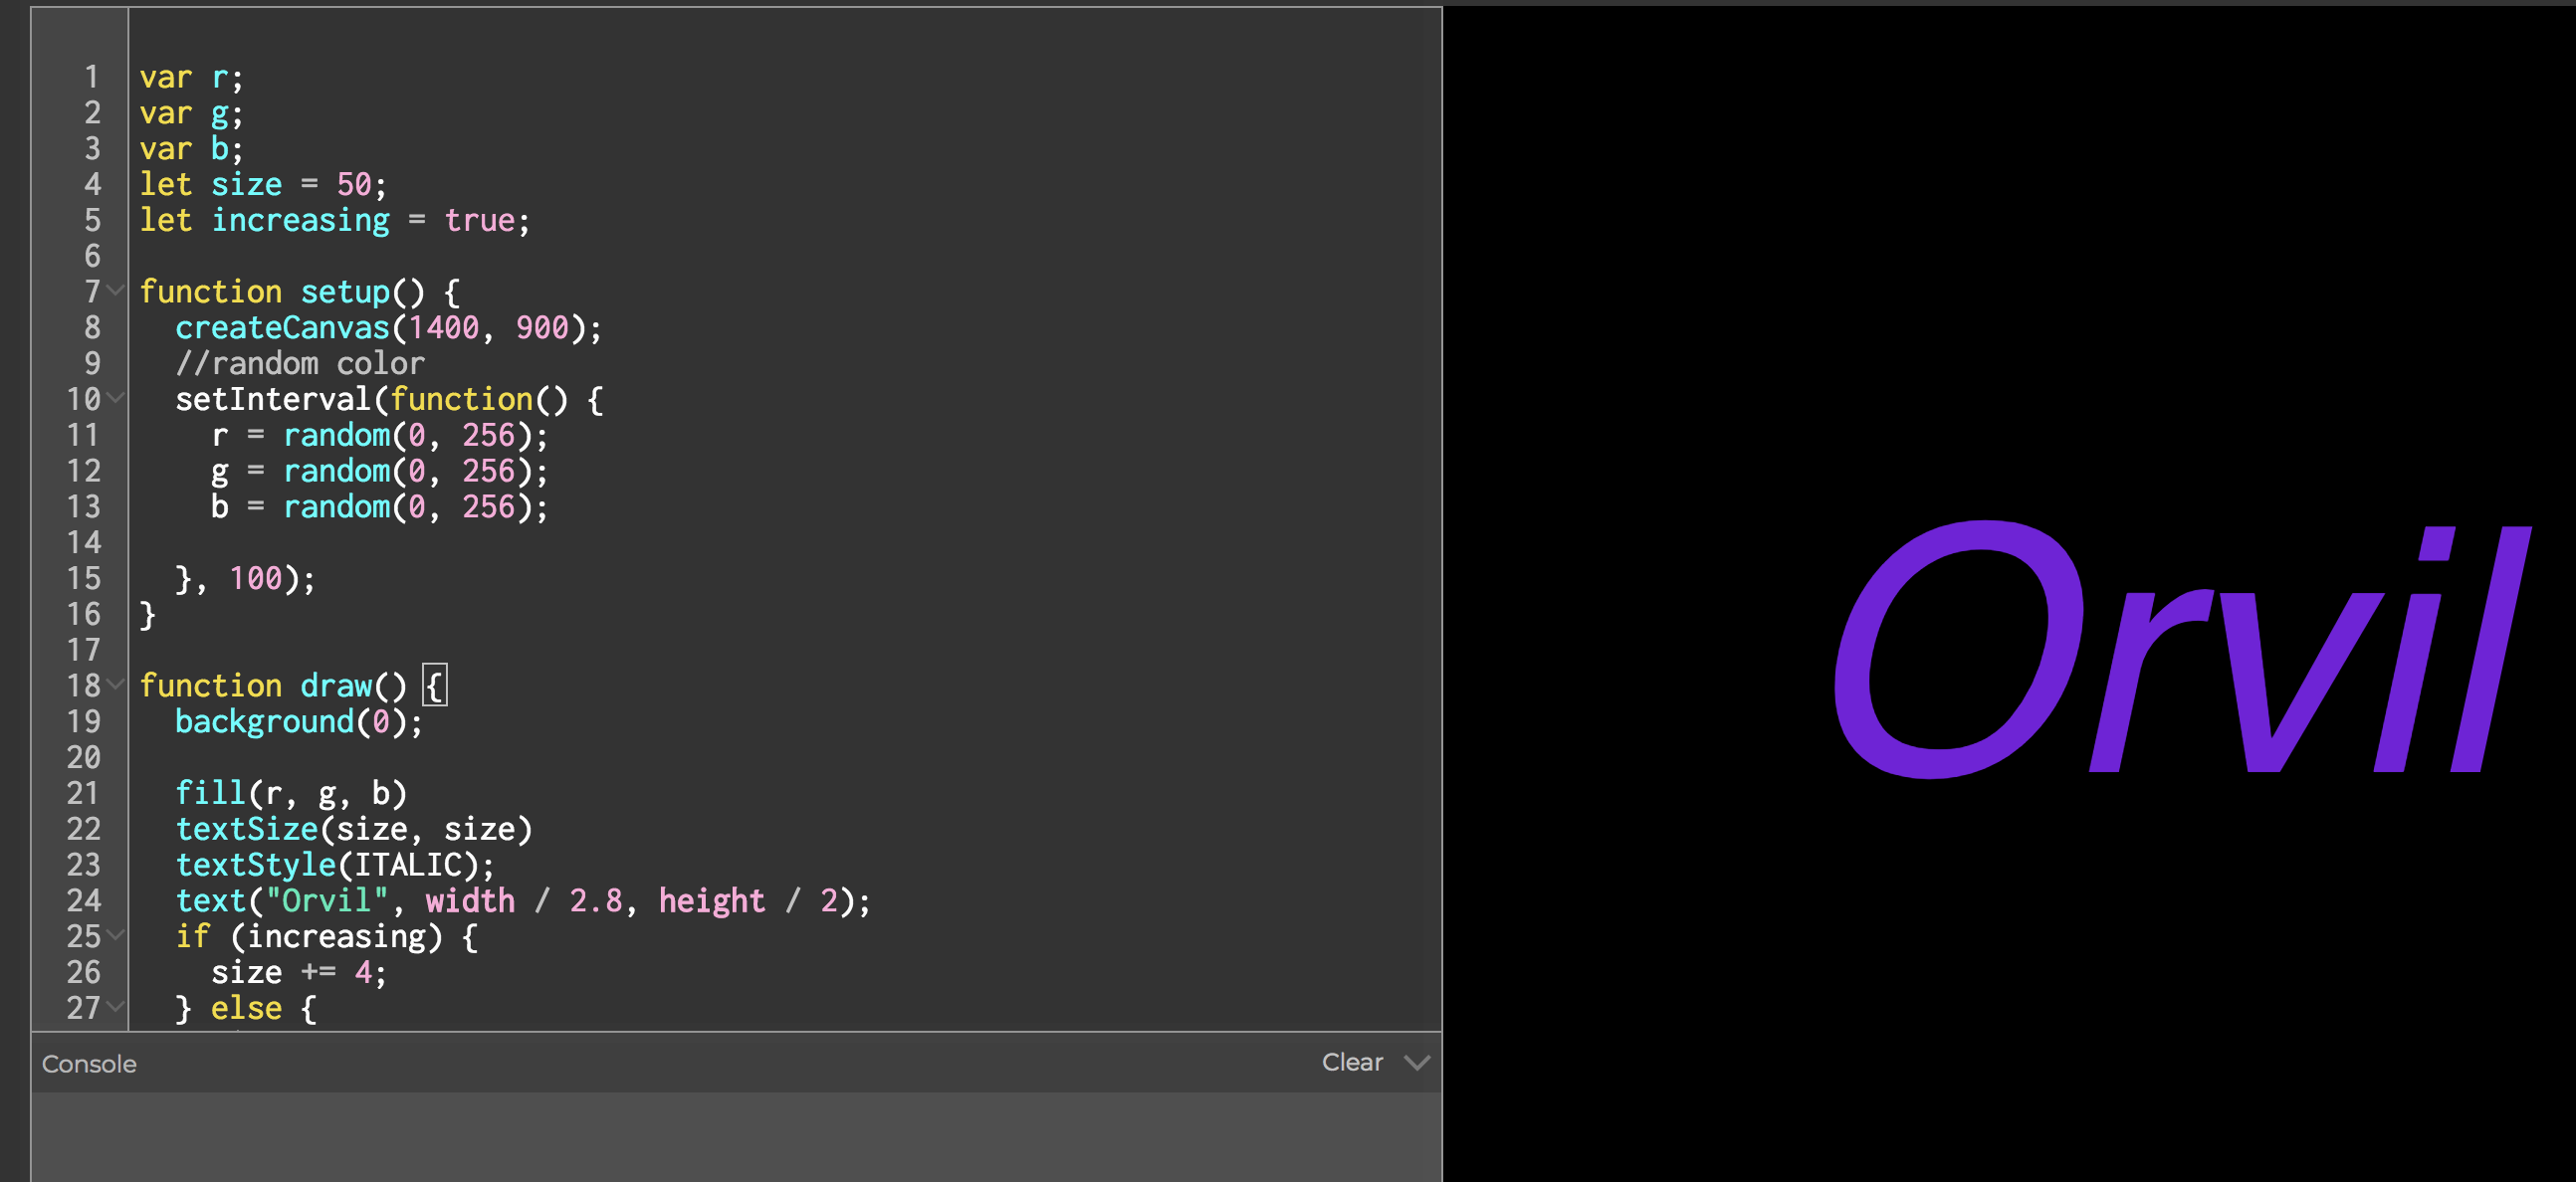 1 var r;
2 var g;
3 var b;
4 let size = 50;
5 let increasing = true;
6
7 function setup() {
8   createCanvas(1400, 900);
9   //random color
10   setInterval(function() {
11     r = random(0, 256);
12     g = random(0, 256);
13     b = random(0, 256);
14
15   }, 100);
16 }
17
18 function draw() {
19   background(0);
20
21   fill(r, g, b)
22   textSize(size, size)
23   textStyle(ITALIC);
24   text("Orvil", width / 2.8, height / 2);
25   if (increasing) {
26     size += 4;
27   } else {
Console Clear
Orvil